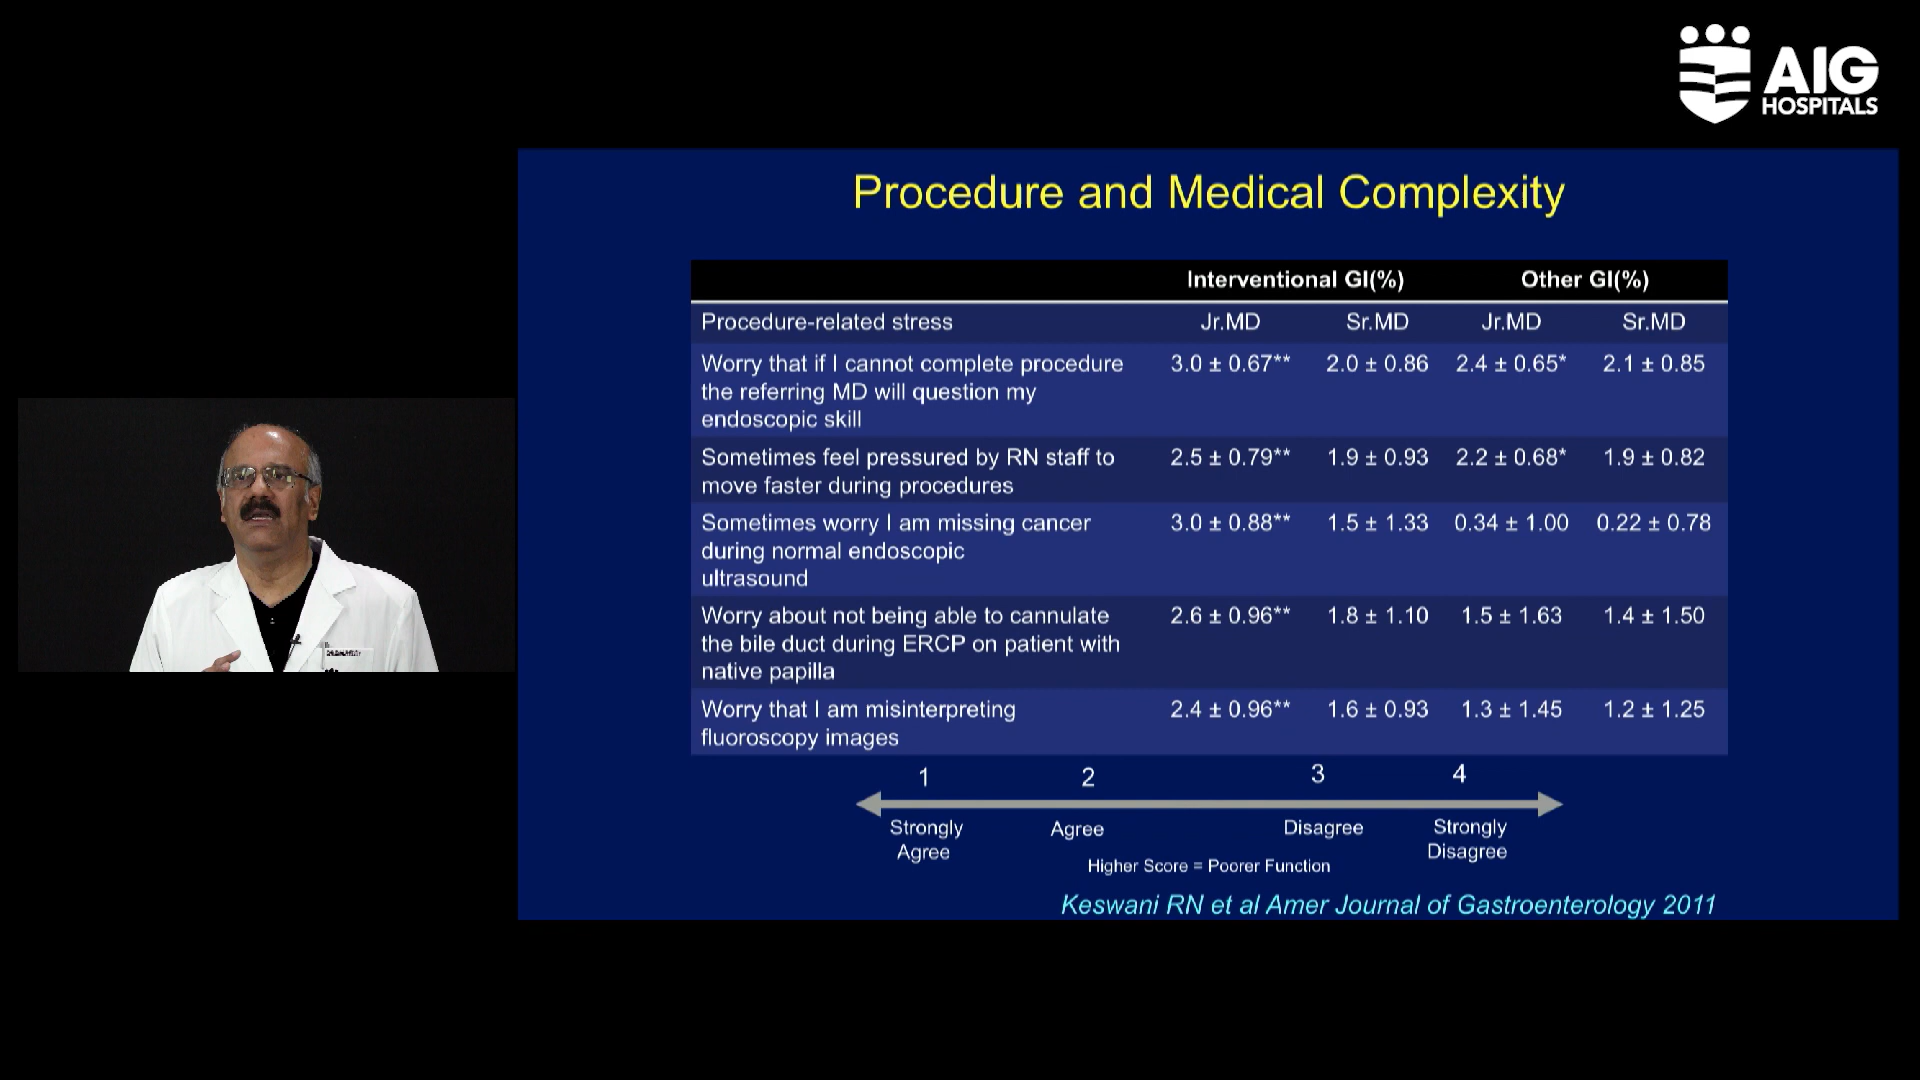 AIG
HOSPITALS
Procedure and Medical Complexity
Interventional GI(%) Other GI(%)
Procedure-related stress Jr.MD Sr.MD Jr.MD Sr.MD
Worry that if I cannot complete procedure 3.0 ± 0.67** 2.0 ± 0.86 2.4 ± 0.65* 2.1 ± 0.85
the referring MD will question my
endoscopic skill
Sometimes feel pressured by RN staff to 2.5 ± 0.79** 1.9 ± 0.93 2.2 ± 0.68* 1.9 ± 0.82
move faster during procedures
Sometimes worry I am missing cancer 3.0 ± 0.88** 1.5 ± 1.33 0.34 ± 1.00 0.22 ± 0.78
during normal endoscopic
ultrasound
Worry about not being able to cannulate 2.6 ± 0.96** 1.8 ± 1.10 1.5 ± 1.63 1.4 ± 1.50
the bile duct during ERCP on patient with
native papilla
Worry that I am misinterpreting 2.4 ± 0.96** 1.6 ± 0.93 1.3 ± 1.45 1.2 ± 1.25
fluoroscopy images
1 2 3 4
Strongly Agree Disagree Strongly
Agree Disagree
Higher Score = Poorer Function
Keswani RN et al Amer Journal of Gastroenterology 2011